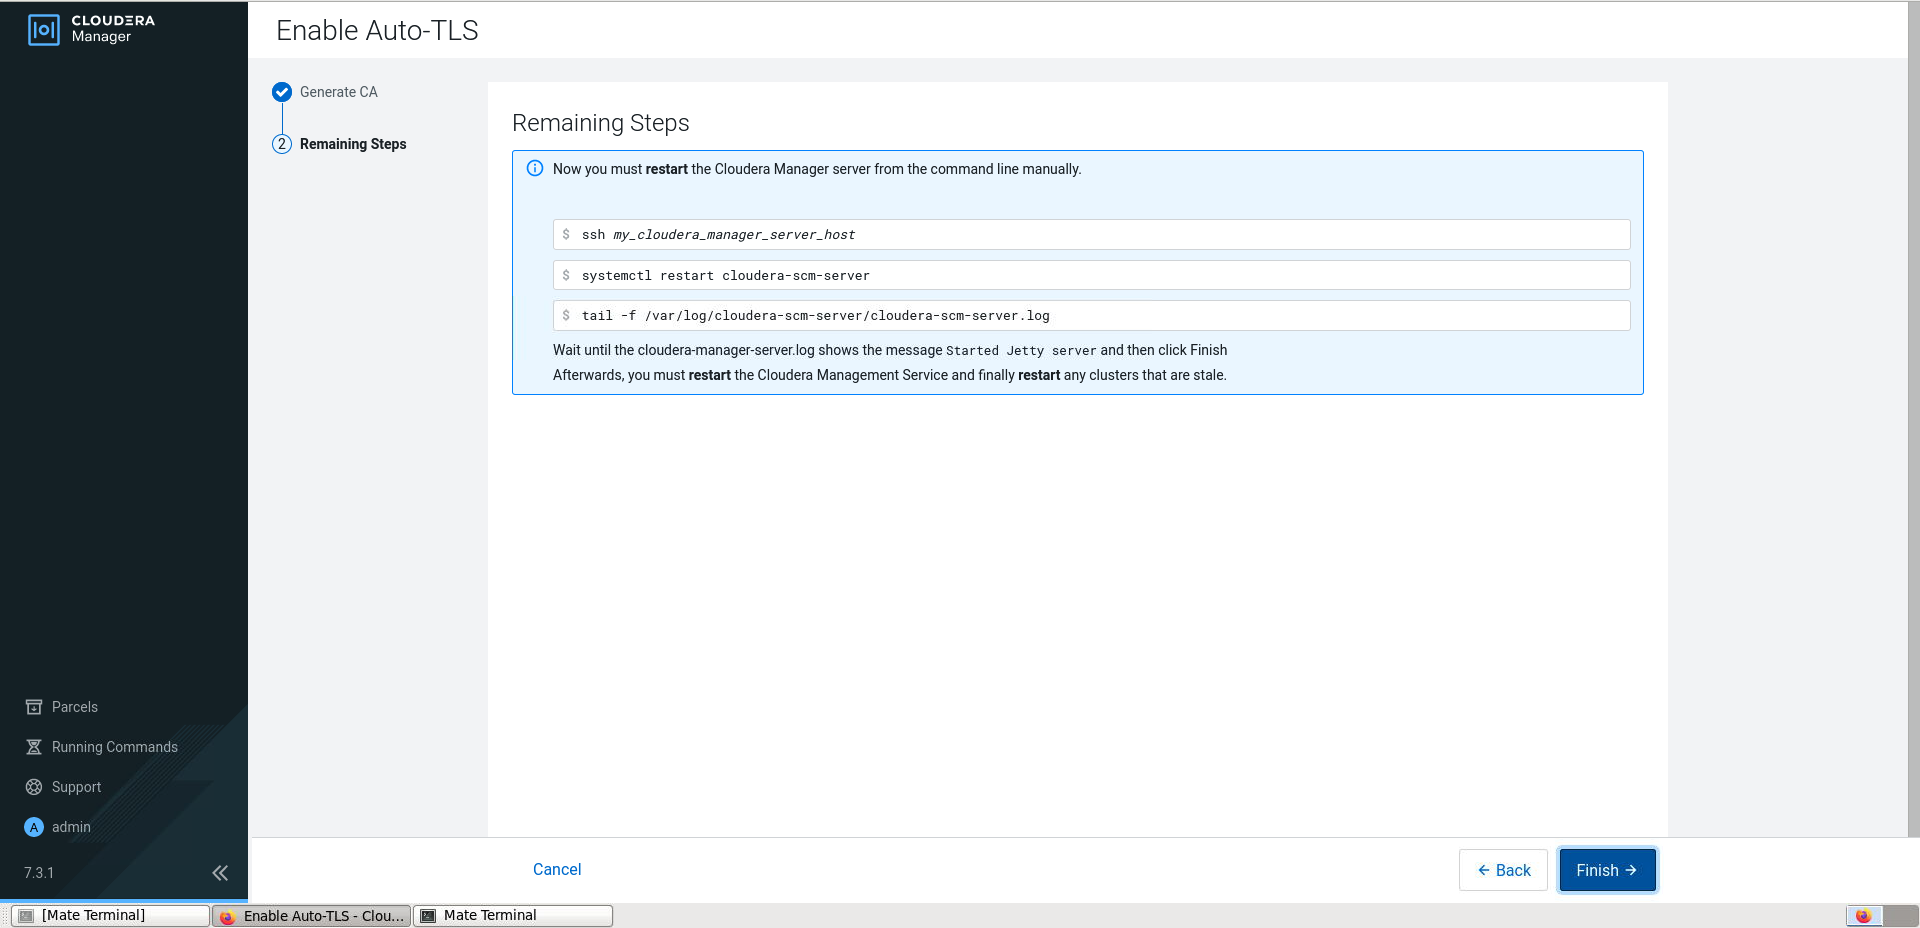 CLOUDERA
Manager
Enable Auto-TLS
Generate CA
2 Remaining Steps
Remaining Steps
Now you must restart the Cloudera Manager server from the command line manually.
$ ssh my_cloudera_manager_server_host
$ systemctl restart cloudera-scm-server
$ tail -f /var/log/cloudera-scm-server/cloudera-scm-server.log
Wait until the cloudera-manager-server.log shows the message Started Jetty server and then click Finish
Afterwards, you must restart the Cloudera Management Service and finally restart any clusters that are stale.
Parcels
Running Commands
Support
A admin
7.3.1
Cancel
← Back
Finish →
[Mate Terminal]
Enable Auto-TLS - Clou...
Mate Terminal